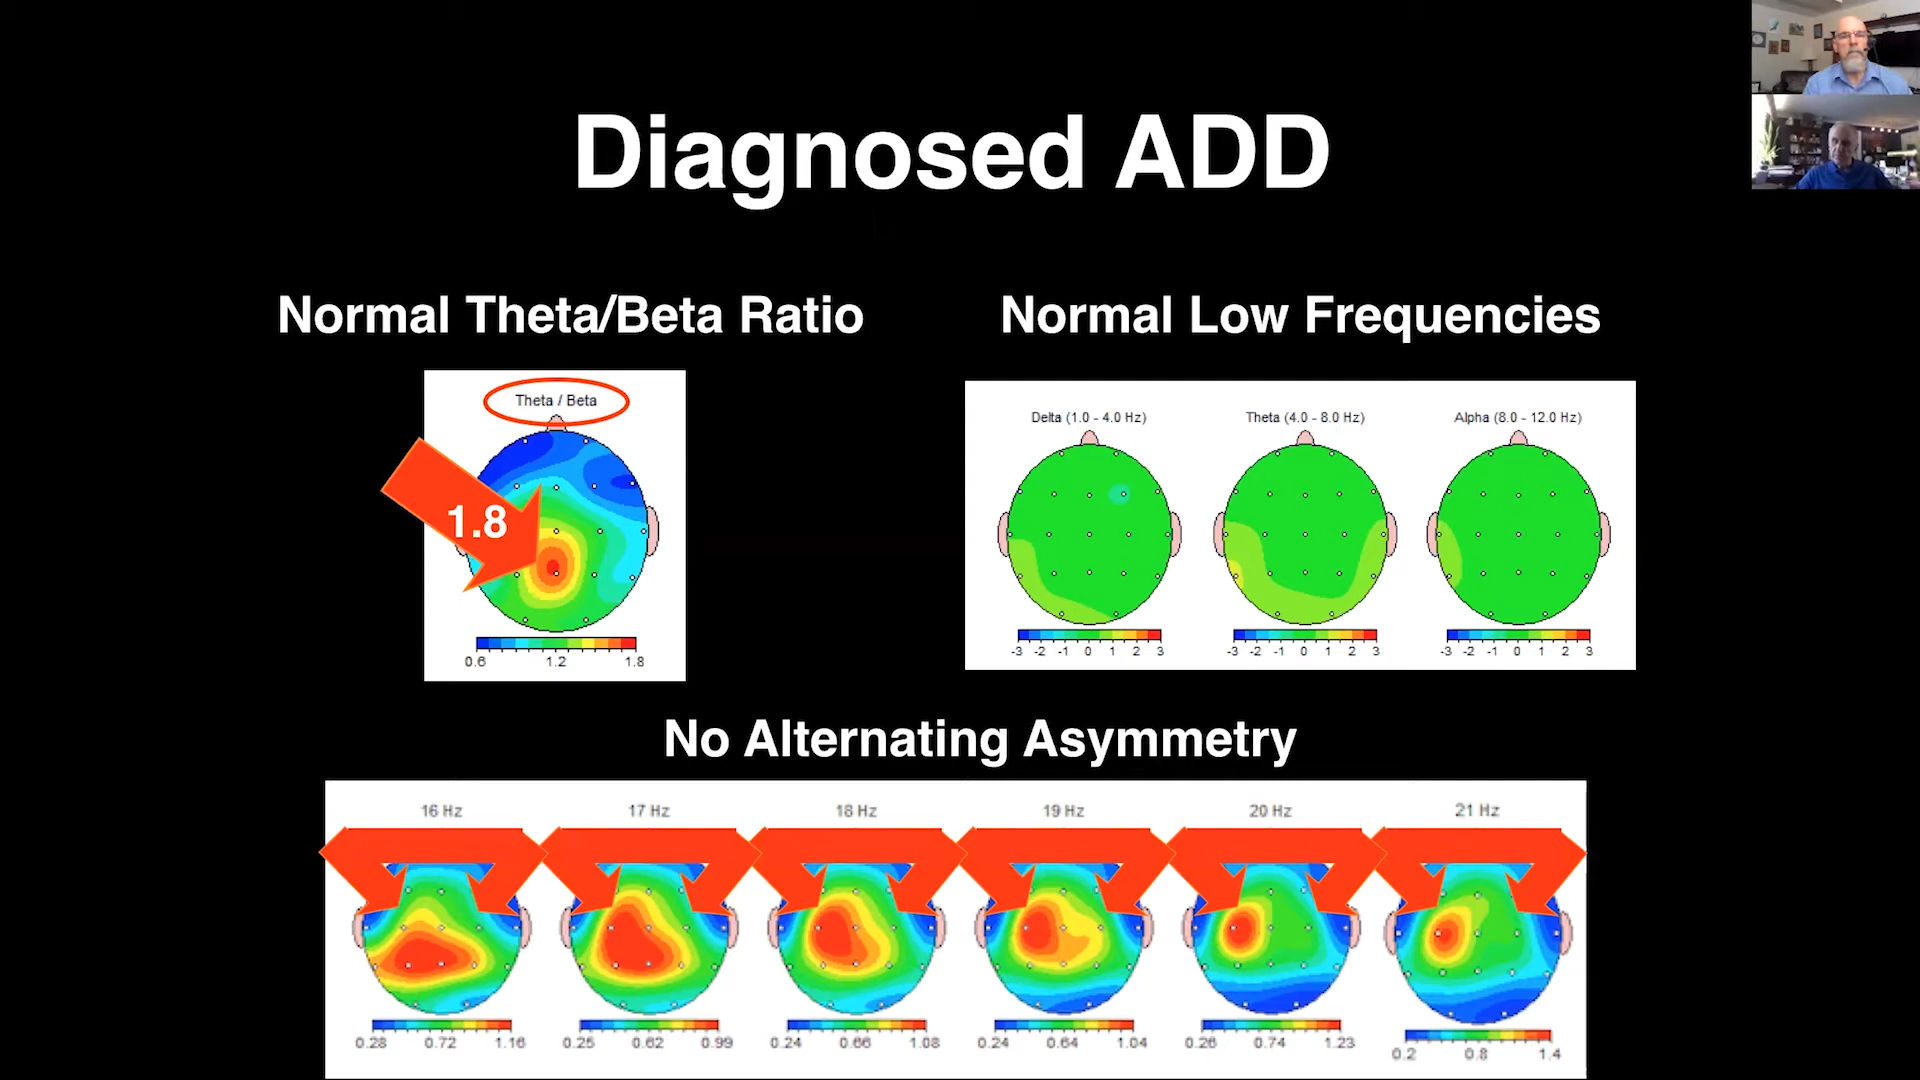 Diagnosed ADD
Normal Theta/Beta Ratio
Normal Low Frequencies
Theta / Beta
1.8
0.6 1.2 1.8
Delta (1.0 - 4.0 Hz) Theta (4.0 - 8.0 Hz) Alpha (8.0 - 12.0 Hz)
-3 -2 -1 0 1 2 3 -3 -2 -1 0 1 2 3 -3 -2 -1 0 1 2 3
No Alternating Asymmetry
16 Hz 17 Hz 18 Hz 19 Hz 20 Hz 21 Hz
0.28 0.72 1.16 0.25 0.62 0.99 0.24 0.66 1.08 0.24 0.64 1.04 0.26 0.74 1.23 0.2 0.8 1.4